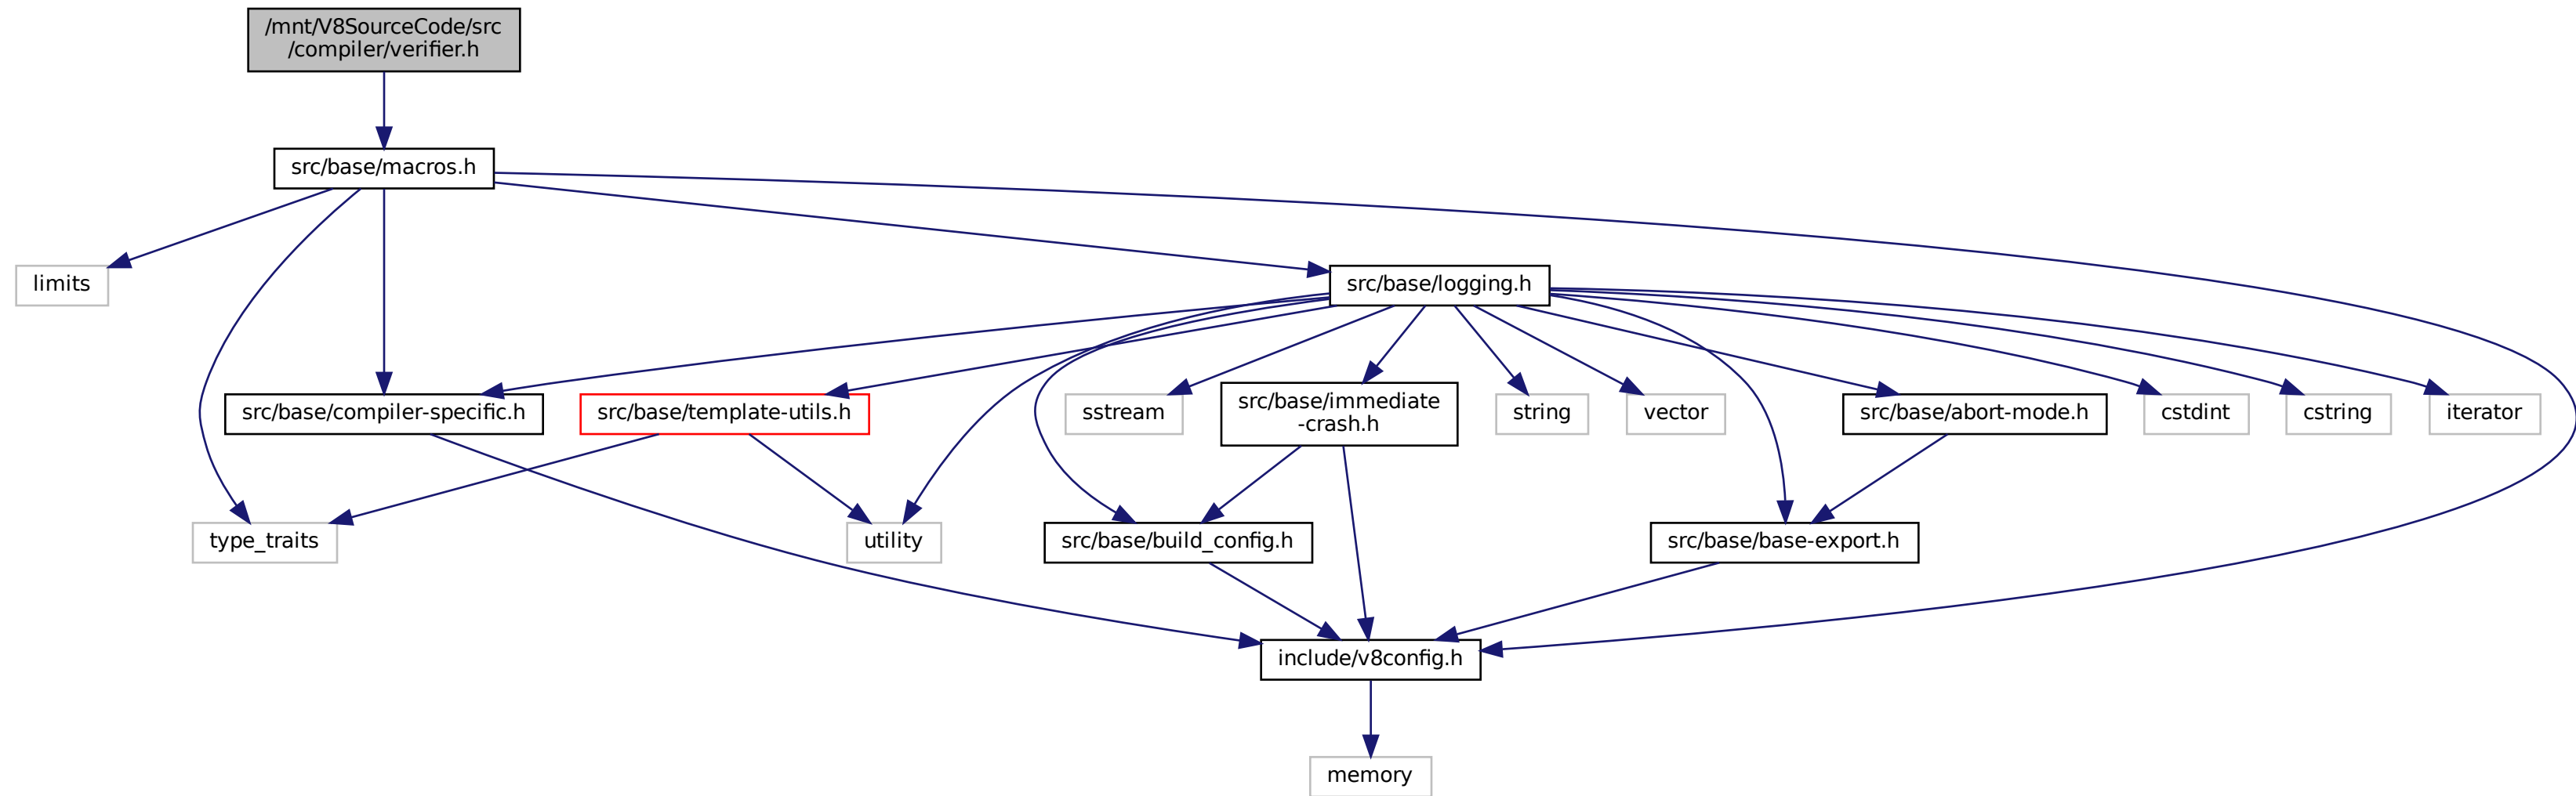 /mnt/V8SourceCode/src
/compiler/verifier.h
src/base/macros.h
limits
src/base/logging.h
src/base/compiler-specific.h
src/base/template-utils.h
sstream
src/base/immediate
-crash.h
string
vector
src/base/abort-mode.h
cstdint
cstring
iterator
type_traits
utility
src/base/build_config.h
src/base/base-export.h
include/v8config.h
memory